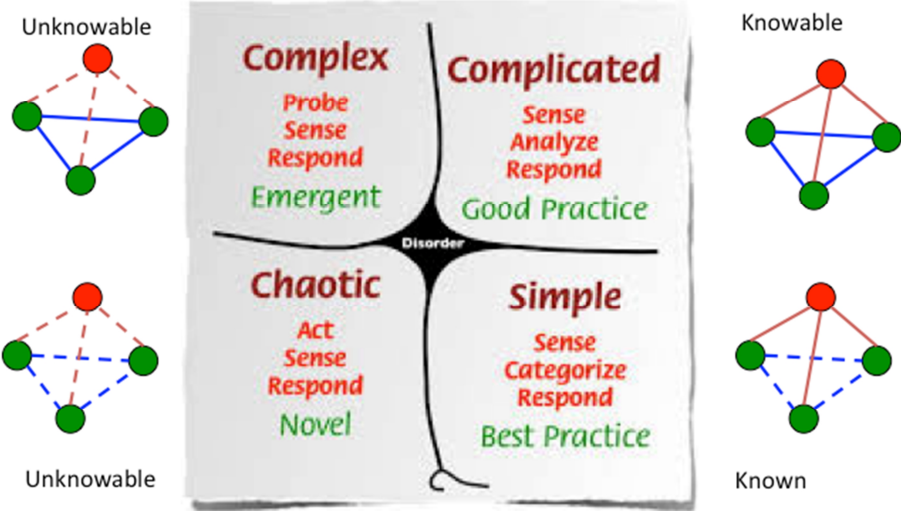 Unknowable
Knowable
Complex
Probe
Sense
Respond
Emergent
Complicated
Sense
Analyze
Respond
Good Practice
Disorder
Chaotic
Act
Sense
Respond
Novel
Simple
Sense
Categorize
Respond
Best Practice
Unknowable
Known